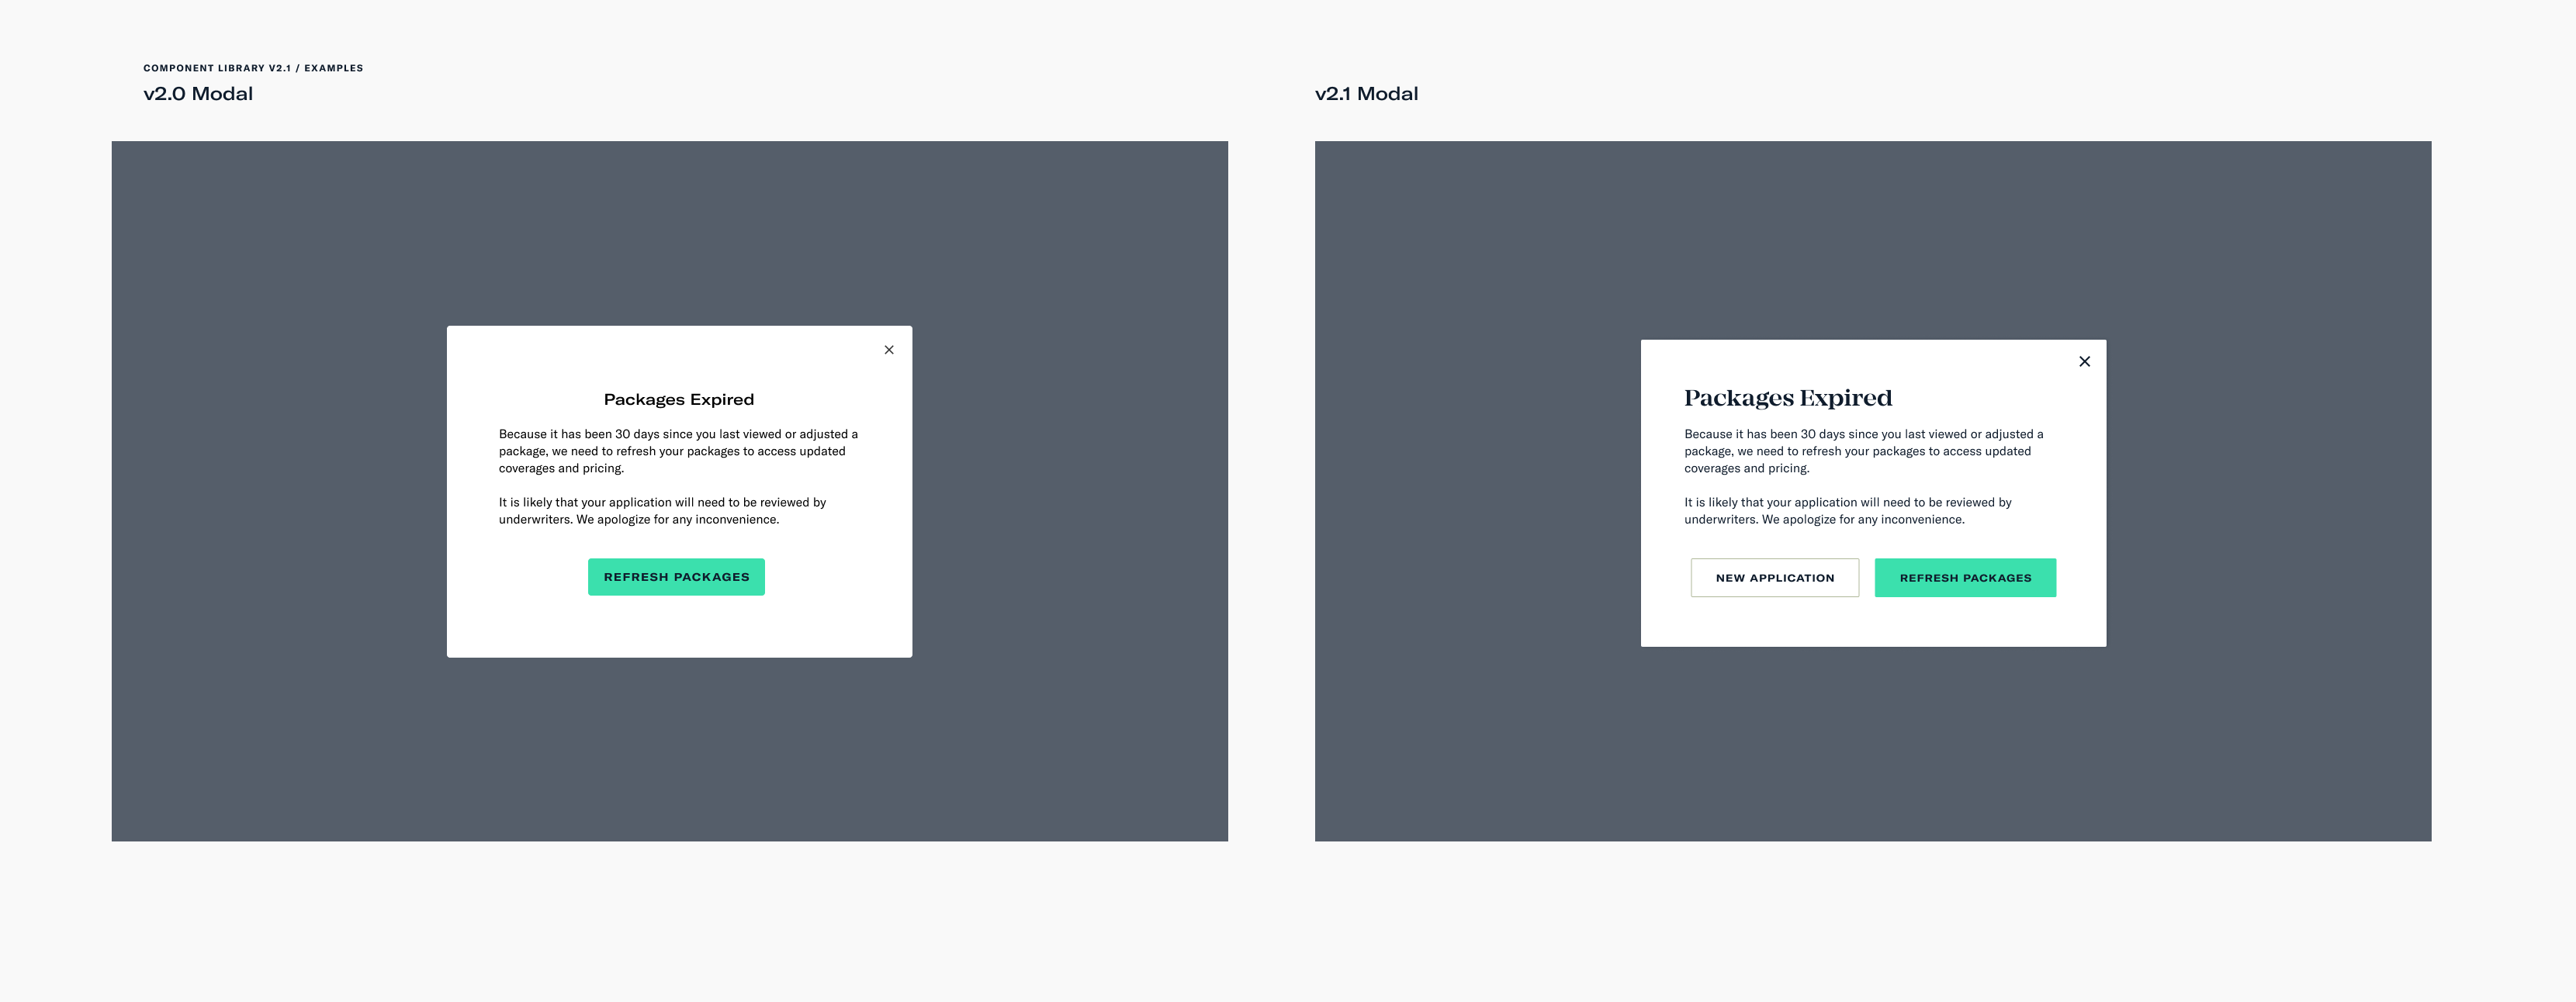 COMPONENT LIBRARY V2.1 / EXAMPLES
v2.0 Modal
Packages Expired
Because it has been 30 days since you last viewed or adjusted a
package, we need to refresh your packages to access updated
coverages and pricing.
It is likely that your application will need to be reviewed by
underwriters. We apologize for any inconvenience.
REFRESH PACKAGES
v2.1 Modal
Packages Expired
Because it has been 30 days since you last viewed or adjusted a
package, we need to refresh your packages to access updated
coverages and pricing.
It is likely that your application will need to be reviewed by
underwriters. We apologize for any inconvenience.
NEW APPLICATION
REFRESH PACKAGES